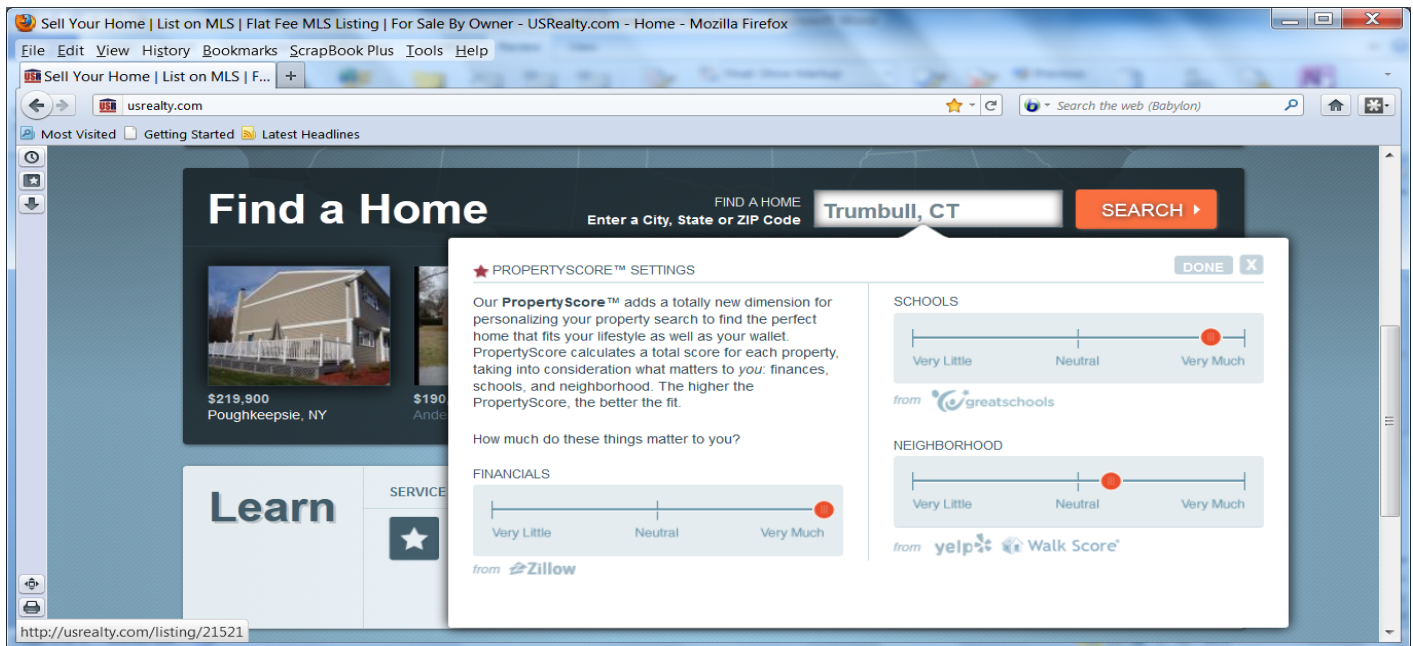 Sell Your Home | List on MLS | Flat Fee MLS Listing | For Sale By Owner - USRealty.com - Home - Mozilla Firefox
File Edit View History Bookmarks ScrapBook Plus Tools Help
USR Sell Your Home | List on MLS | F... +
USR usrealty.com
Search the web (Babylon)
Most Visited Getting Started Latest Headlines
Find a Home
FIND A HOME
Enter a City, State or ZIP Code
Trumbull, CT
SEARCH
$219,900
Poughkeepsie, NY
$190,
Ande
PROPERTYSCORE™ SETTINGS
DONE X
Our PropertyScore™ adds a totally new dimension for
personalizing your property search to find the perfect
home that fits your lifestyle as well as your wallet.
PropertyScore calculates a total score for each property,
taking into consideration what matters to you: finances,
schools, and neighborhood. The higher the
PropertyScore, the better the fit.
How much do these things matter to you?
FINANCIALS
Very Little Neutral Very Much
from Zillow
SCHOOLS
Very Little Neutral Very Much
from greatschools
NEIGHBORHOOD
Very Little Neutral Very Much
from yelp Walk Score®
Learn
SERVICE
http://usrealty.com/listing/21521